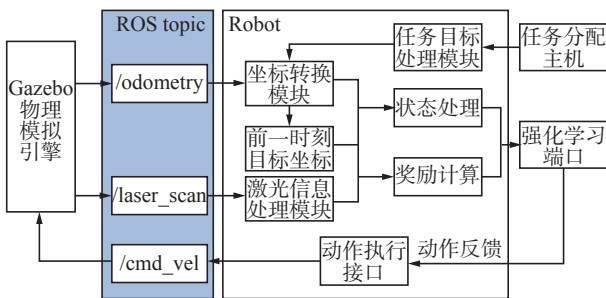 ROS topic
Robot
Gazebo
物理
模拟
引擎
/odometry
/laser_scan
/cmd_vel
坐标转换
模块
前一时刻
目标坐标
激光信息
处理模块
任务目标
处理模块
任务分配
主机
状态处理
奖励计算
强化学习
端口
动作执行
接口
动作反馈